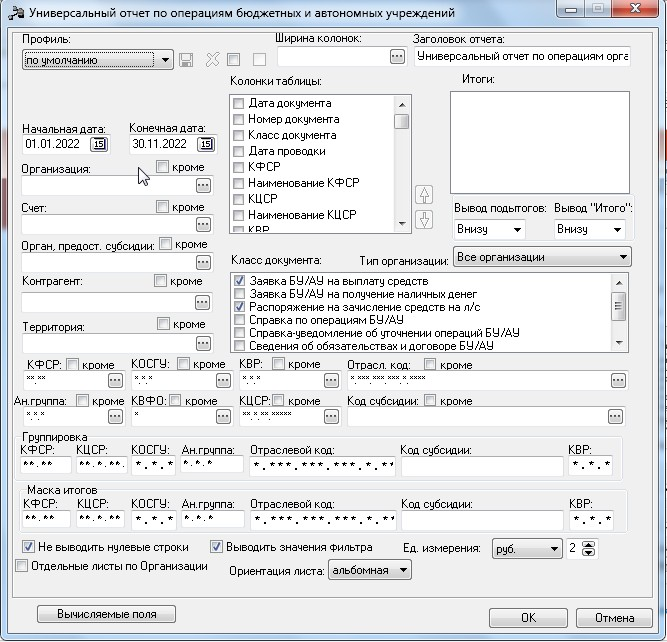 Универсальный отчет по операциям бюджетных и автономных учреждений
Профиль: Ширина колонок: Заголовок отчета:
по умолчанию ... Универсальный отчет по операциям орга
Колонки таблицы: Итоги:
Дата документа
Номер документа
Класс документа
Дата проводки
КФСР
Наименование КФСР
КЦСР
Наименование КЦСР
КВР
Начальная дата: Конечная дата:
01.01.2022 15 30.11.2022 15
Организация: кроме
...
Счет: кроме
...
Вывод подытогов: Вывод "Итого":
Внизу Внизу
Орган, предост. субсидии: кроме
...
Класс документа: Тип организации: Все организации
Контрагент: кроме
...
Заявка БУ/АУ на выплату средств
Заявка БУ/АУ на получение наличных денег
Распоряжение на зачисление средств на л/с
Справка по операциям БУ/АУ
Справка-уведомление об уточнении операций БУ/АУ
Сведения об обязательствах и договоре БУ/АУ
Территория: кроме
...
КФСР: кроме КОСГУ: кроме КВР: кроме Отрасл. код: кроме
**.** ... *.*.* ... *.*.* ... *.***.***.***.*.**** ...
Ан.группа: кроме КВФО: кроме КЦСР: кроме Код субсидии: кроме
*.*.* ... * ... **.*.**.***** ... ...
Группировка
КФСР: КЦСР: КОСГУ: Ан.группа: Отраслевой код: Код субсидии: КВР:
**.** **.*.**. *.*.* *.*.* *.***.***.***.*.** *.*.*
Маска итогов
КФСР: КЦСР: КОСГУ: Ан.группа: Отраслевой код: Код субсидии: КВР:
**.** **.*.**. *.*.* *.*.* *.***.***.***.*.** *.*.*
Не выводить нулевые строки Выводить значения фильтра Ед. измерения: руб. 2
Отдельные листы по Организации Ориентация листа: альбомная
Вычисляемые поля ОК Отмена